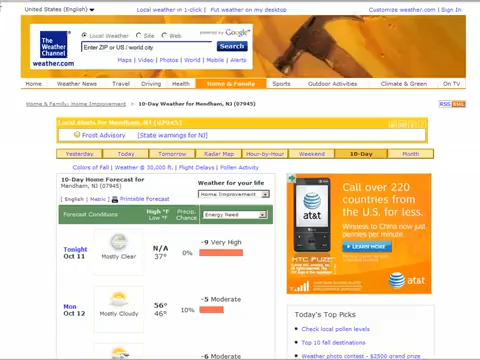 United States (English)
Local weather in 1-click | Put weather on my desktop
Customize weather.com | Sign In
The Weather Channel
weather.com
Local Weather Site Web
powered by Google
Enter ZIP or US / world city
Search
Maps | Video | Photos | World | Mobile | Alerts
Home Weather News Travel Driving Health Home & Family Sports Outdoor Activities Climate & Green On TV
Home & Family: Home Improvement > 10-Day Weather for Mendham, NJ (07945)
RSS XML
Local Alerts for Mendham, NJ (07945)
Frost Advisory [State warnings for NJ]
Yesterday Today Tomorrow Radar Map Hour-by-Hour Weekend 10-Day Month
Colors of Fall | Weather @ 30,000 ft. | Flight Delays | Pollen Activity
10-Day Home Forecast for
Mendham, NJ (07945)
[English | Metric] Printable Forecast
Weather for your life
Home Improvement
Forecast Conditions
High °F
Low °F
Precip. Chance
Energy Need
Tonight
Oct 11
Mostly Clear
N/A
37°
0%
-9 Very High
Mon
Oct 12
Mostly Cloudy
56°
46°
10%
-5 Moderate
-6 Moderate
at&t
Call over 220
countries from
the U.S. for less.
Wireless to China now
just pennies per minute.
LEARN MORE
HTC FUZE
at&t
Today's Top Picks
Check local pollen levels
Top 10 fall destinations
Weather photo contest - $2500 grand prize